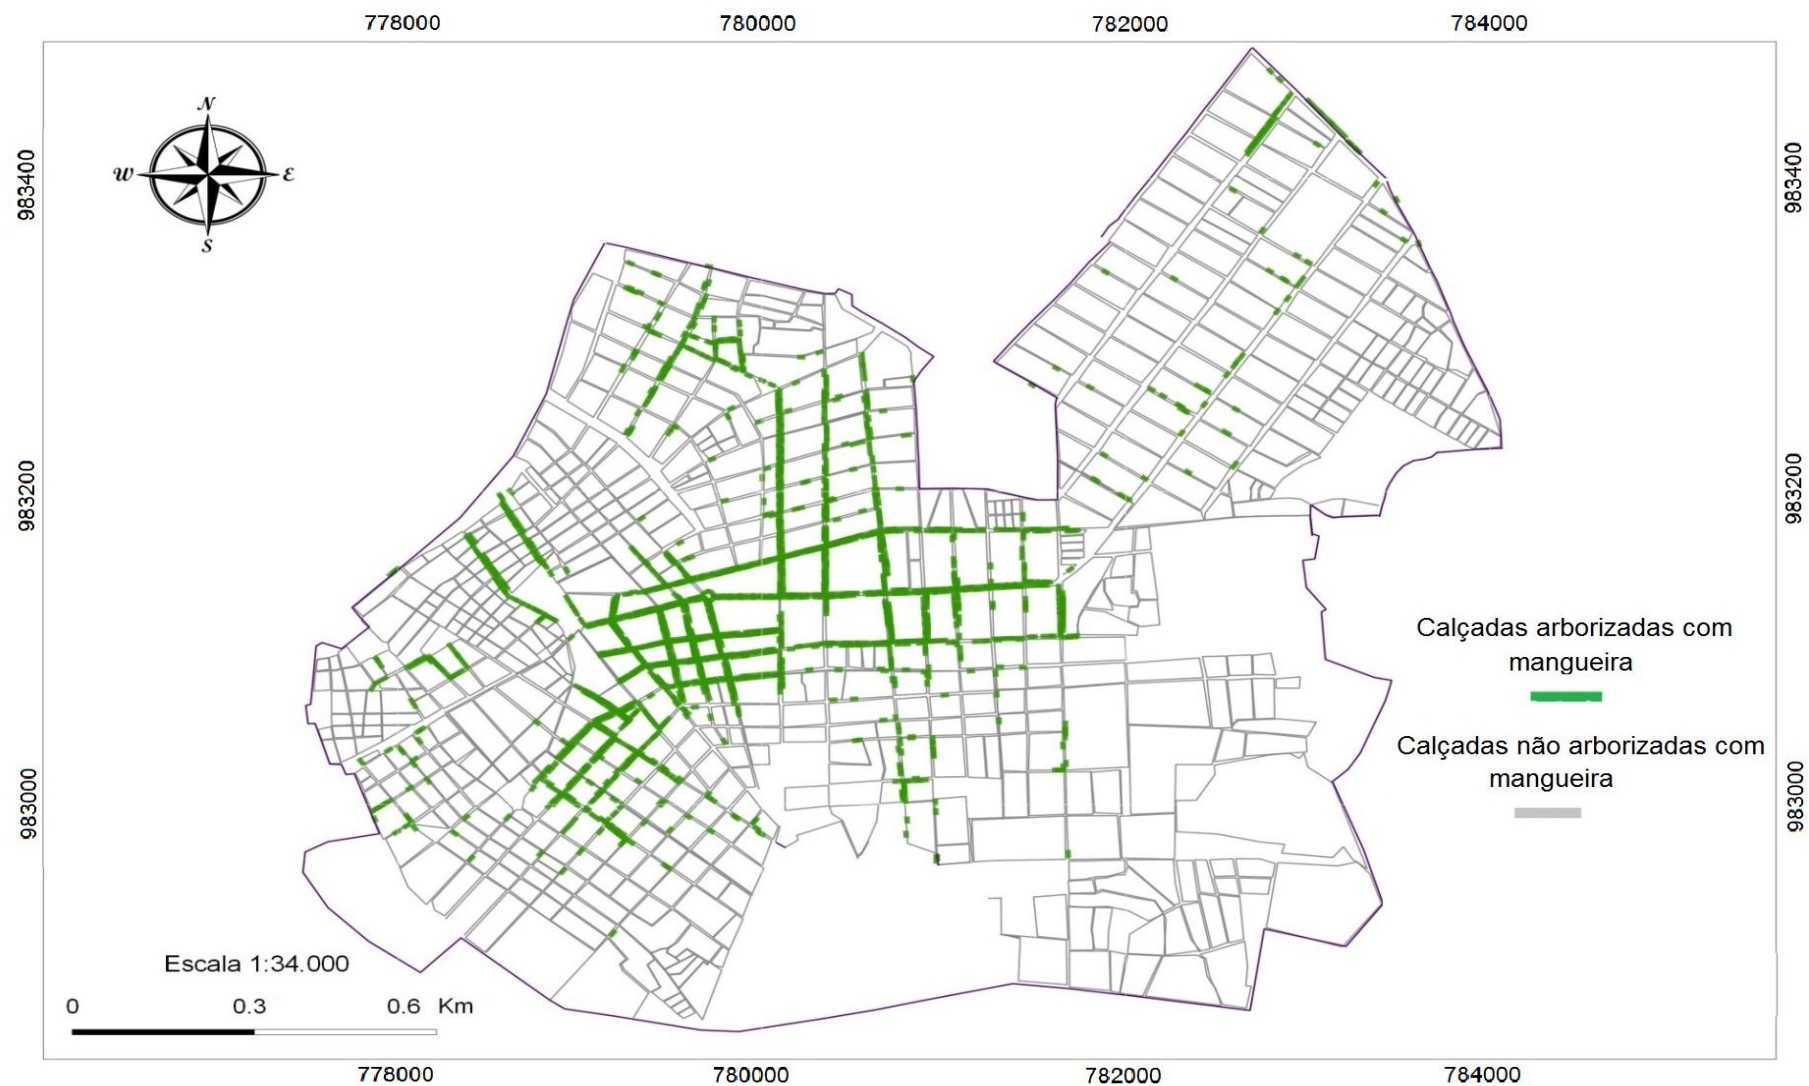 778000 780000 782000 784000
N
W E
S
983400 983400
983200 983200
983000 983000
Calçadas arborizadas com
mangueira
Calçadas não arborizadas com
mangueira
Escala 1:34.000
0 0.3 0.6 Km
778000 780000 782000 784000